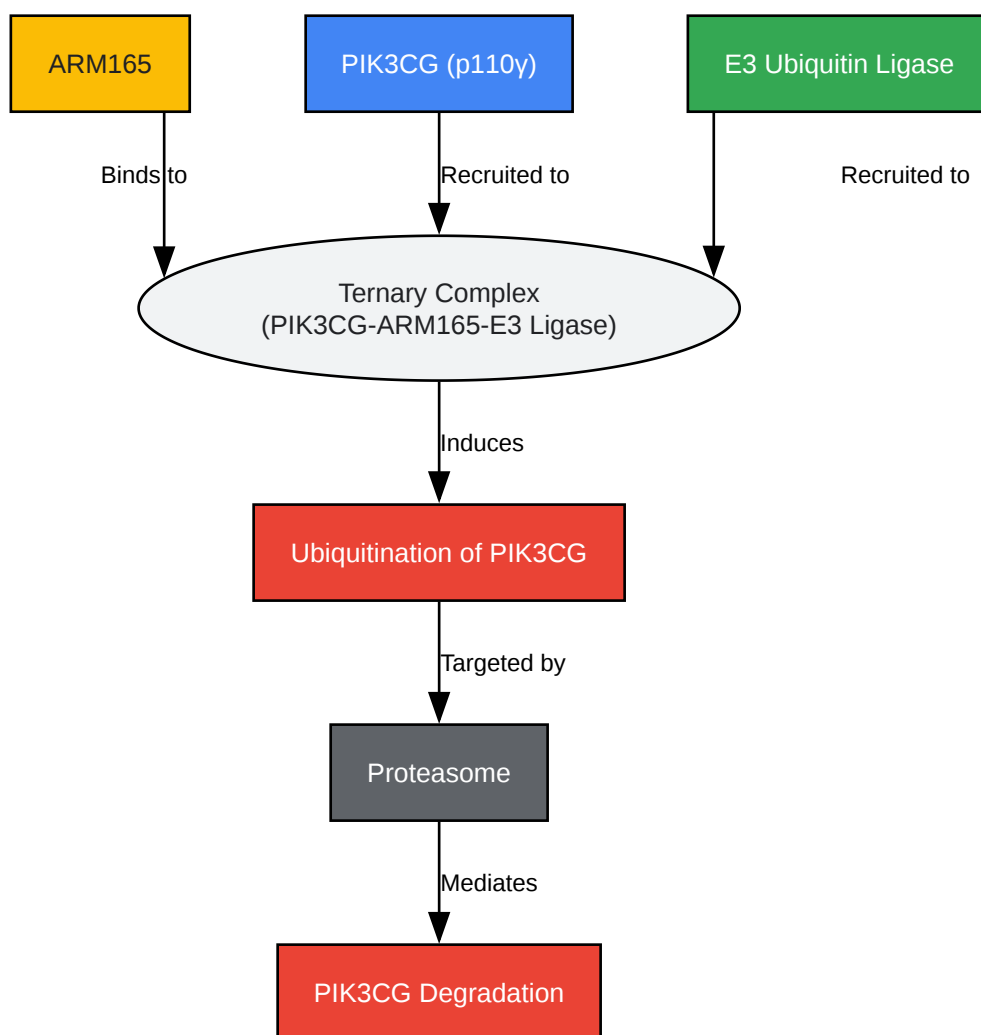 ARM165
PIK3CG (p110γ)
E3 Ubiquitin Ligase
Binds to
Recruited to
Recruited to
Ternary Complex
(PIK3CG-ARM165-E3 Ligase)
Induces
Ubiquitination of PIK3CG
Targeted by
Proteasome
Mediates
PIK3CG Degradation